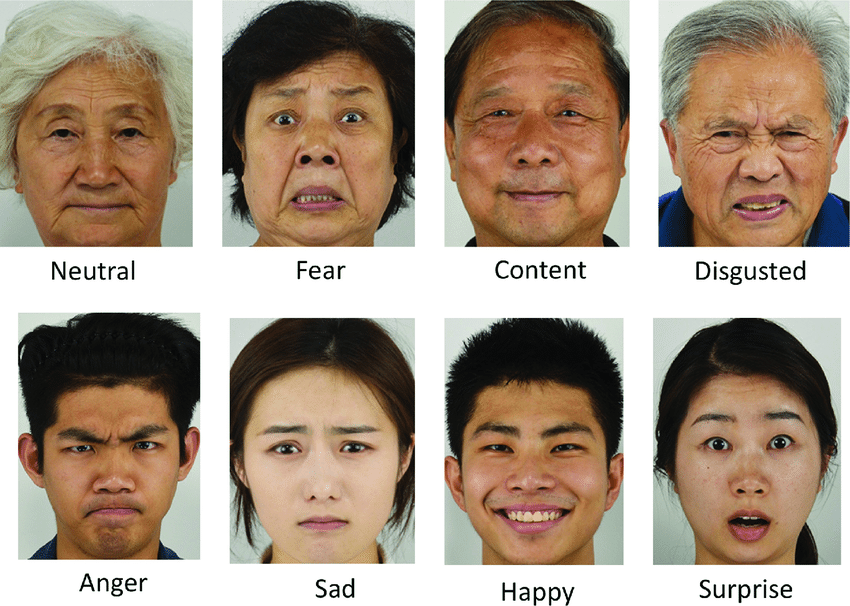 Neutral
Fear
Content
Disgusted
Anger
Sad
Happy
Surprise